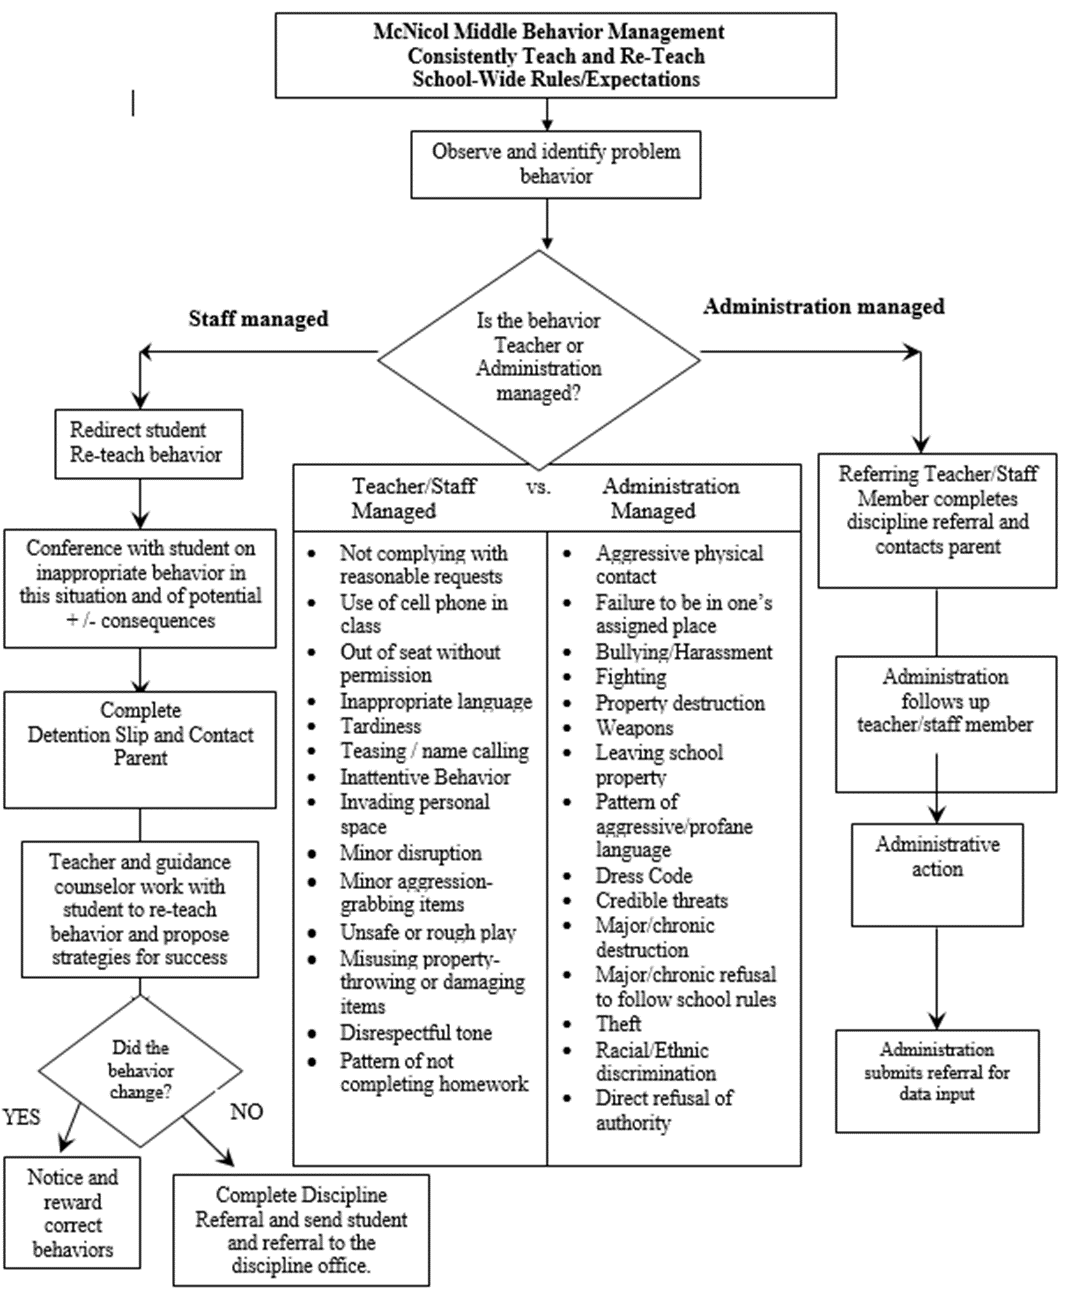 McNicol Middle Behavior Management
Consistently Teach and Re-Teach
School-Wide Rules/Expectations
Observe and identify problem
behavior
Is the behavior
Teacher or
Administration
managed?
Staff managed
Administration managed
Redirect student
Re-teach behavior
Conference with student on
inappropriate behavior in
this situation and of potential
+/- consequences
Complete
Detention Slip and Contact
Parent
Teacher and guidance
counselor work with
student to re-teach
behavior and propose
strategies for success
Did the
behavior
change?
YES
NO
Notice and
reward
correct
behaviors
Complete Discipline
Referral and send student
and referral to the
discipline office.
Teacher/Staff vs. Administration
Managed Managed
• Not complying with
reasonable requests
• Use of cell phone in
class
• Out of seat without
permission
• Inappropriate language
• Tardiness
• Teasing / name calling
• Inattentive Behavior
• Invading personal
space
• Minor disruption
• Minor aggression-
grabbing items
• Unsafe or rough play
• Misusing property-
throwing or damaging
items
• Disrespectful tone
• Pattern of not
completing homework
• Aggressive physical
contact
• Failure to be in one's
assigned place
• Bullying/Harassment
• Fighting
• Property destruction
• Weapons
• Leaving school
property
• Pattern of
aggressive/profane
language
• Dress Code
• Credible threats
• Major/chronic
destruction
• Major/chronic refusal
to follow school rules
• Theft
• Racial/Ethnic
discrimination
• Direct refusal of
authority
Referring Teacher/Staff
Member completes
discipline referral and
contacts parent
Administration
follows up
teacher/staff member
Administrative
action
Administration
submits referral for
data input